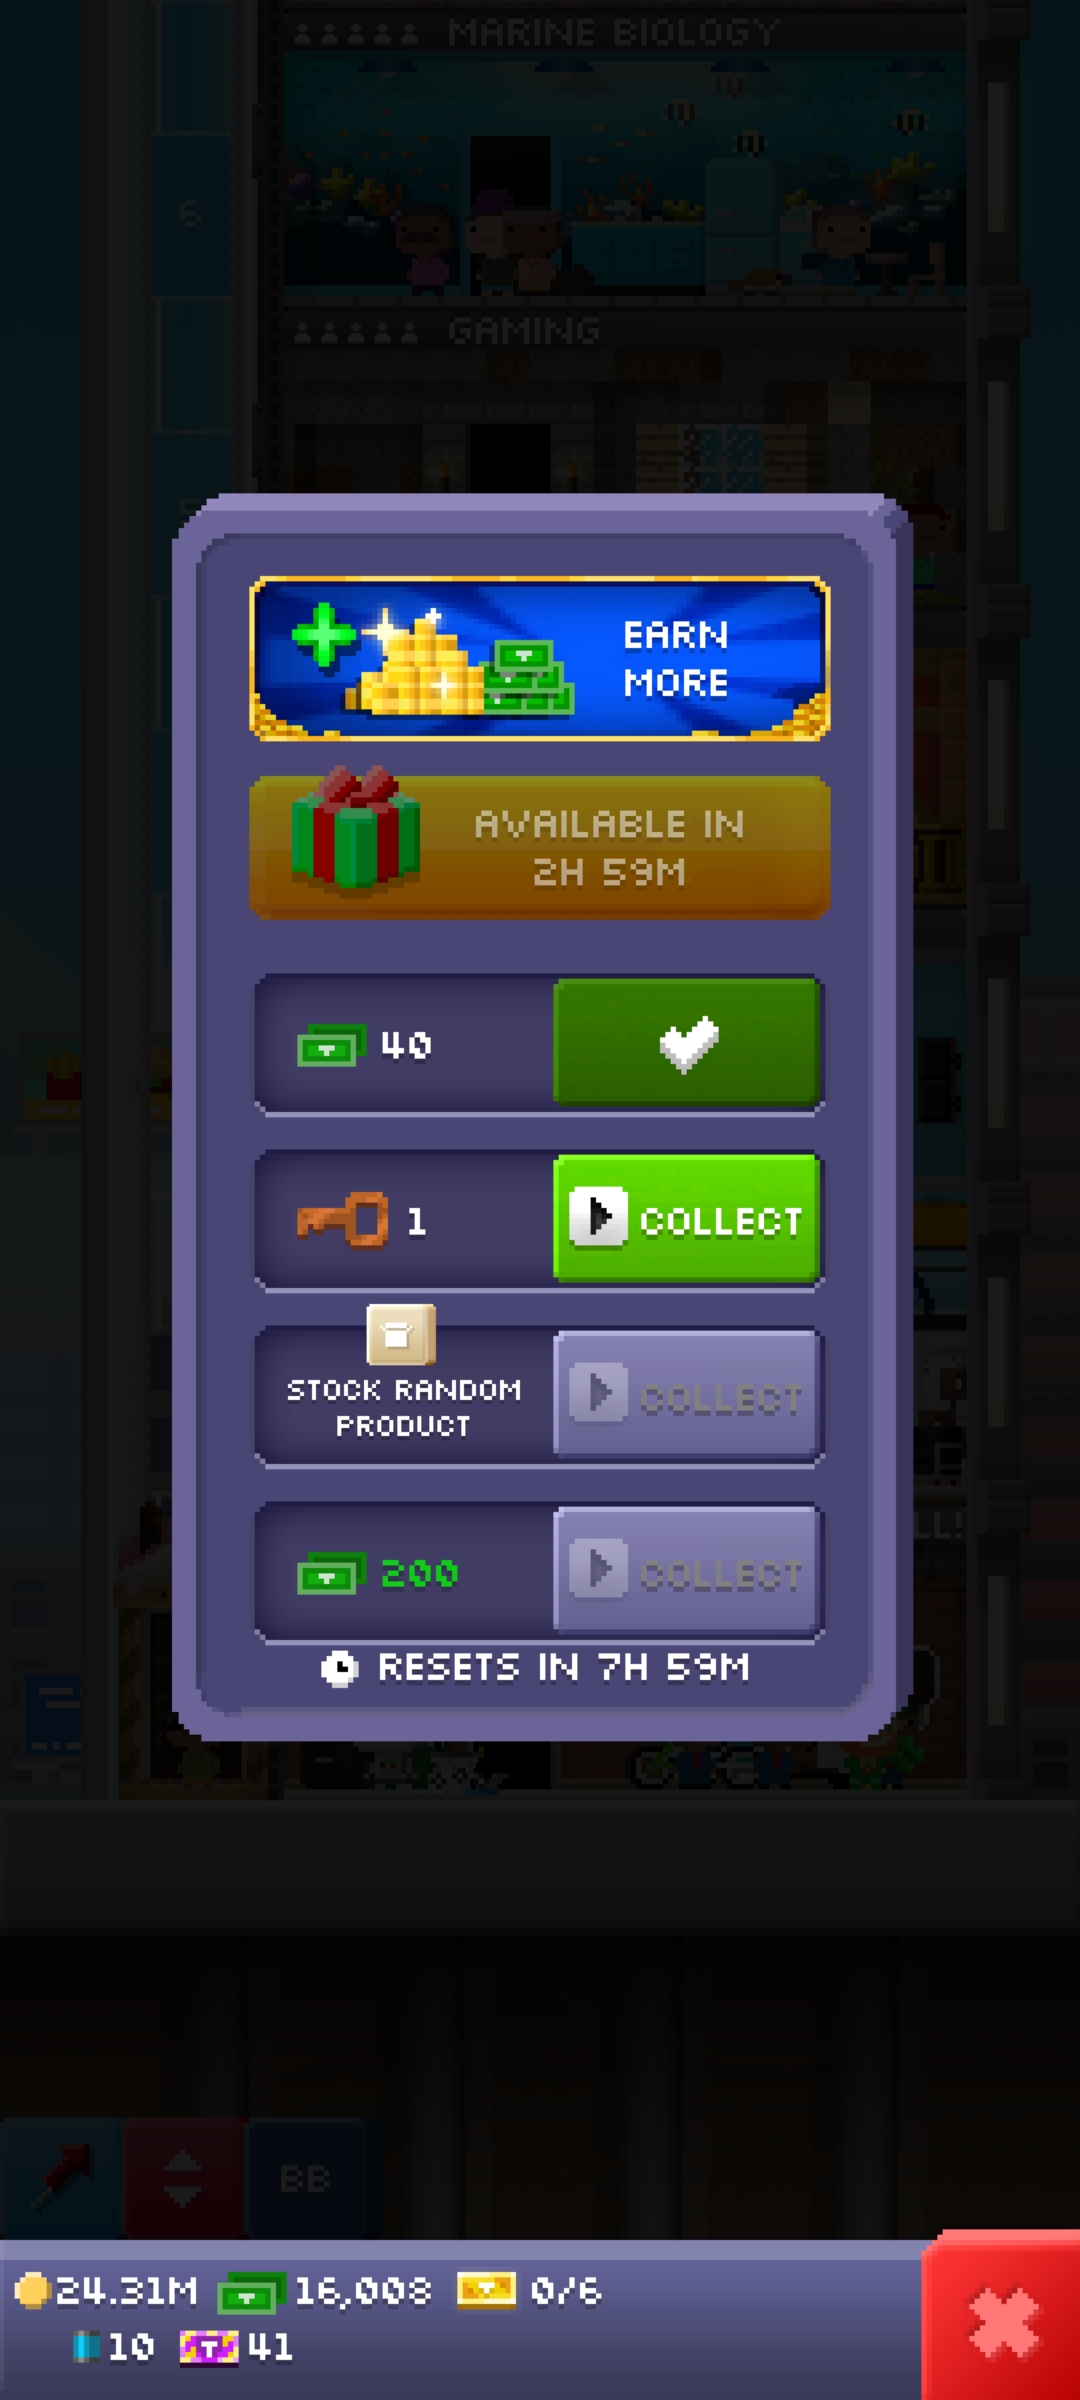 MARINE BIOLOGY
6
GAMING
EARN
MORE
AVAILABLE IN
2H 59M
40
1
COLLECT
STOCK RANDOM
PRODUCT
COLLECT
200
COLLECT
RESETS IN 7H 59M
BB
24.31M 16,008 0/6
10 41